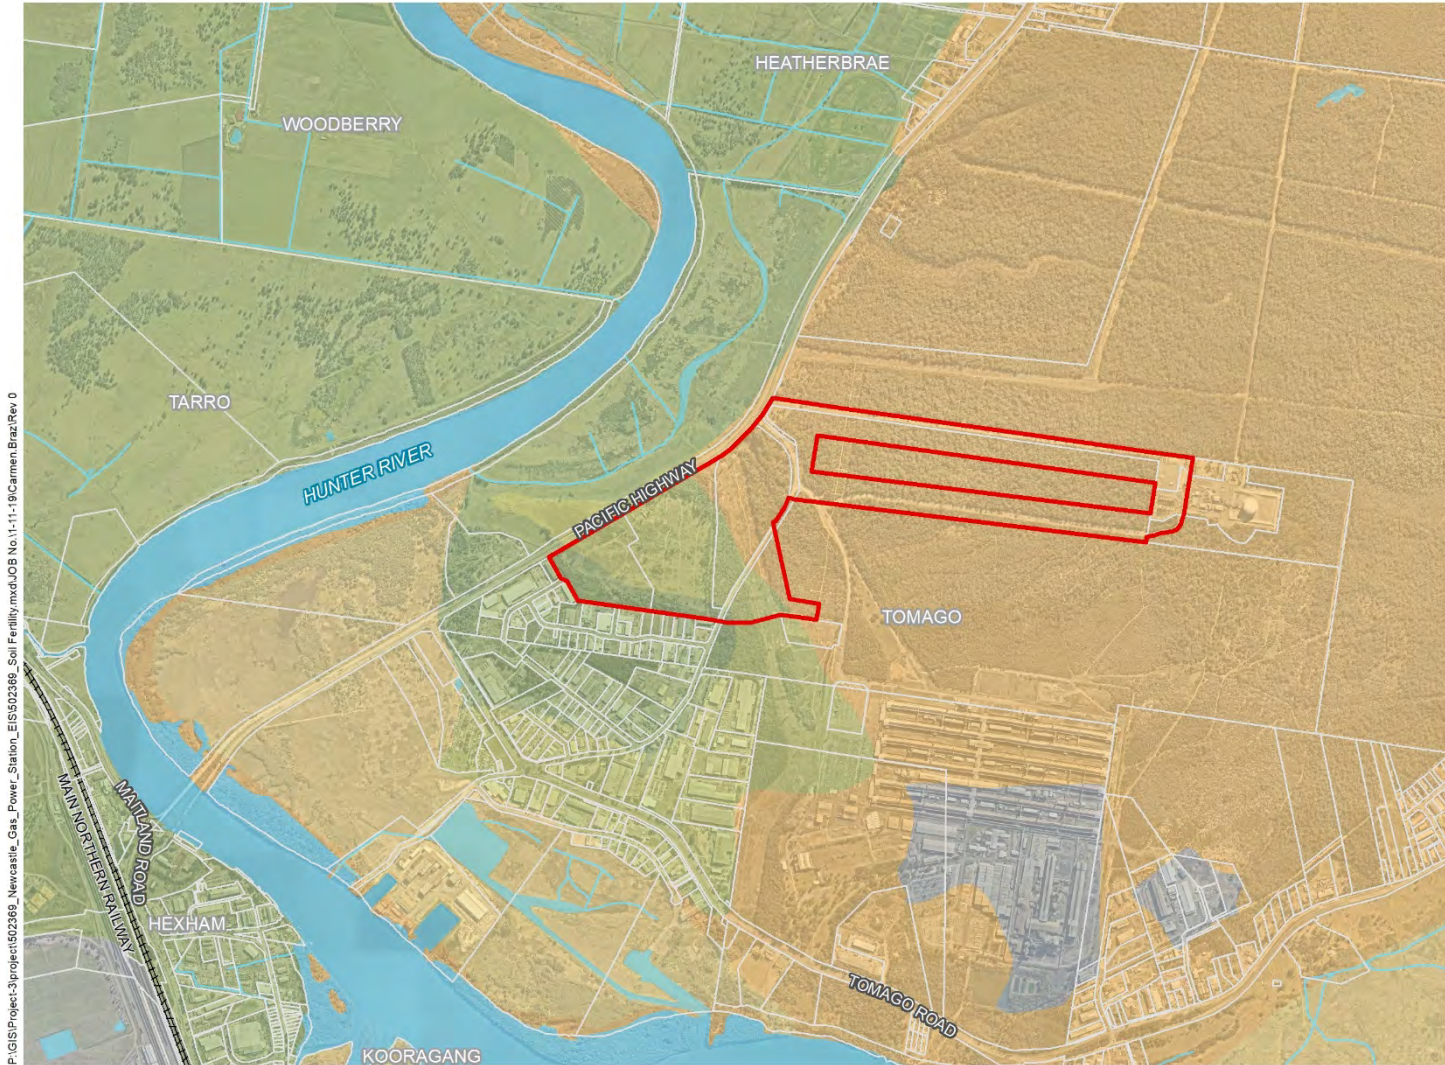 HEATHERBRAE
WOODBERRY
TARRO
HUNTER RIVER
PACIFIC HIGHWAY
TOMAGO
MAITLAND ROAD
MAIN NORTHERN RAILWAY
HEXHAM
TOMAGO ROAD
KOORAGANG
P:\GIS\Project-3\project\502369_Newcastle_Gas_Power_Station_EIS\502369_Soil Fertility.mxd\JOB No.\1-11-19\Carmen.Braz\Rev 0